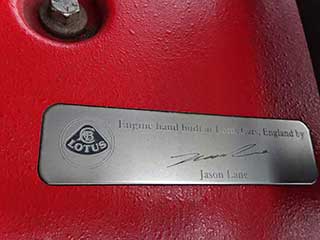 LOTUS
Engine hand built at Lotus Cars, England by
Jason Lane